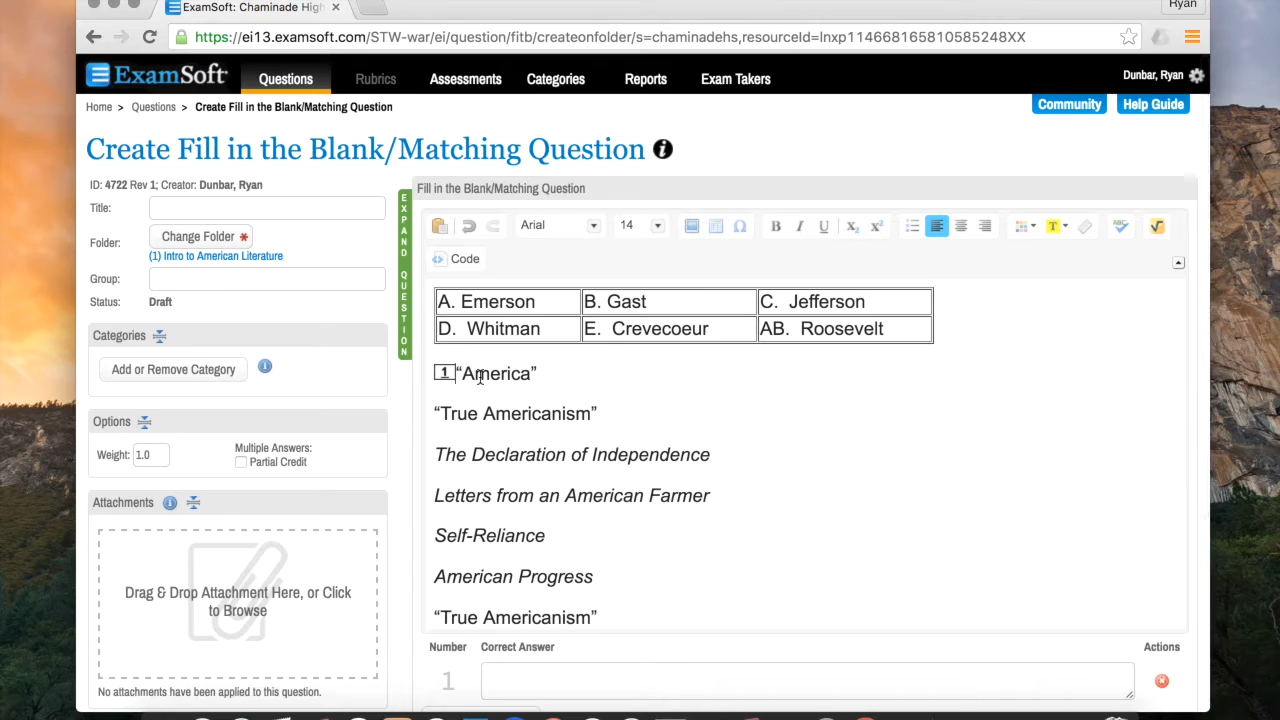 Ryan
ExamSoft: Chaminade High
https://ei13.examsoft.com/STW-war/ei/question/fitb/createonfolder/s=chaminadehs,resourceId=lnxp114668165810585248XX
ExamSoft Questions Rubrics Assessments Categories Reports Exam Takers Dunbar, Ryan
Home > Questions > Create Fill in the Blank/Matching Question
Community Help Guide
Create Fill in the Blank/Matching Question i
ID: 4722 Rev 1; Creator: Dunbar, Ryan
Title:
Folder: Change Folder *
(1) Intro to American Literature
Group:
Status: Draft
Categories
Add or Remove Category i
Options
Weight: 1.0
Multiple Answers:
Partial Credit
Attachments i
Drag & Drop Attachment Here, or Click
to Browse
No attachments have been applied to this question.
EXPAND QUESTION
Fill in the Blank/Matching Question
Arial 14 Ω B I U X₂ X² T ABC √
Code
A. Emerson B. Gast C. Jefferson
D. Whitman E. Crevecoeur AB. Roosevelt
1 “America”
“True Americanism”
The Declaration of Independence
Letters from an American Farmer
Self-Reliance
American Progress
“True Americanism”
Number Correct Answer Actions
1